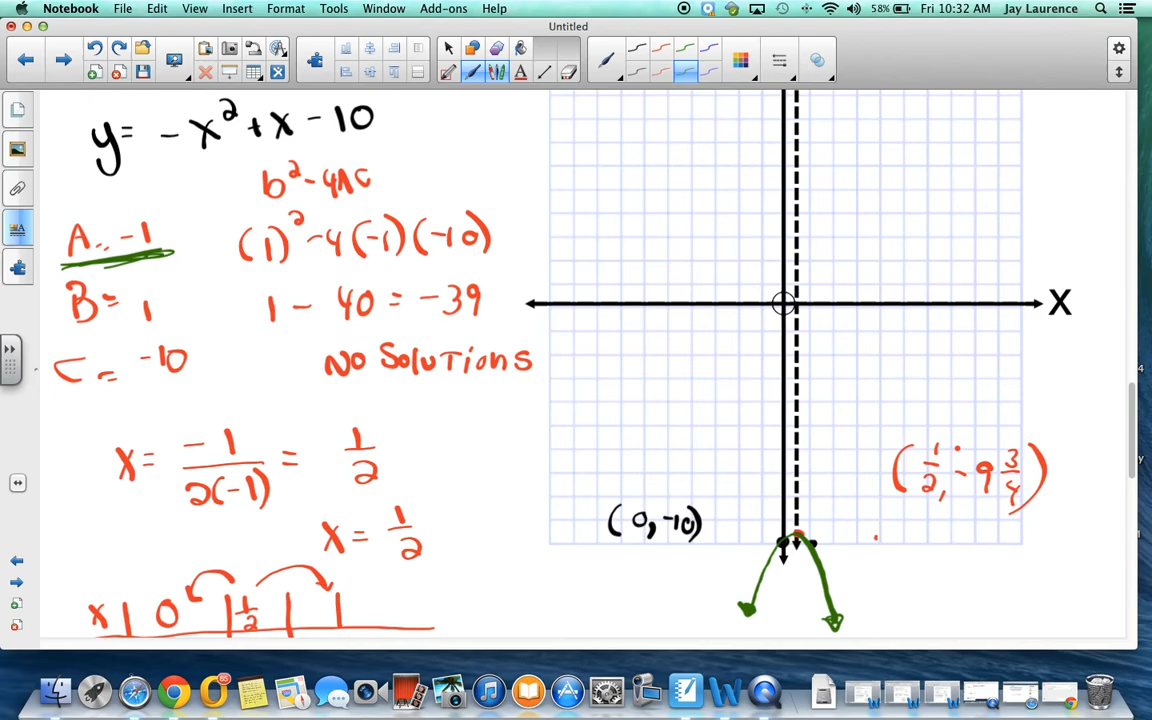 Notebook File Edit View Insert Format Tools Window Add-ons Help 58% Fri 10:32 AM Jay Laurence
Untitled
y= -x² + x - 10
b² - 4AC
A = -1
(1)² - 4(-1)(-10)
B = 1
1 - 40 = -39
X
C = -10
NO SOLUTIONS
x = -1/2(-1) = 1/2
(1/2, -9 3/4)
(0, -10)
x = 1/2
x | 0 | 1/2 | |
65